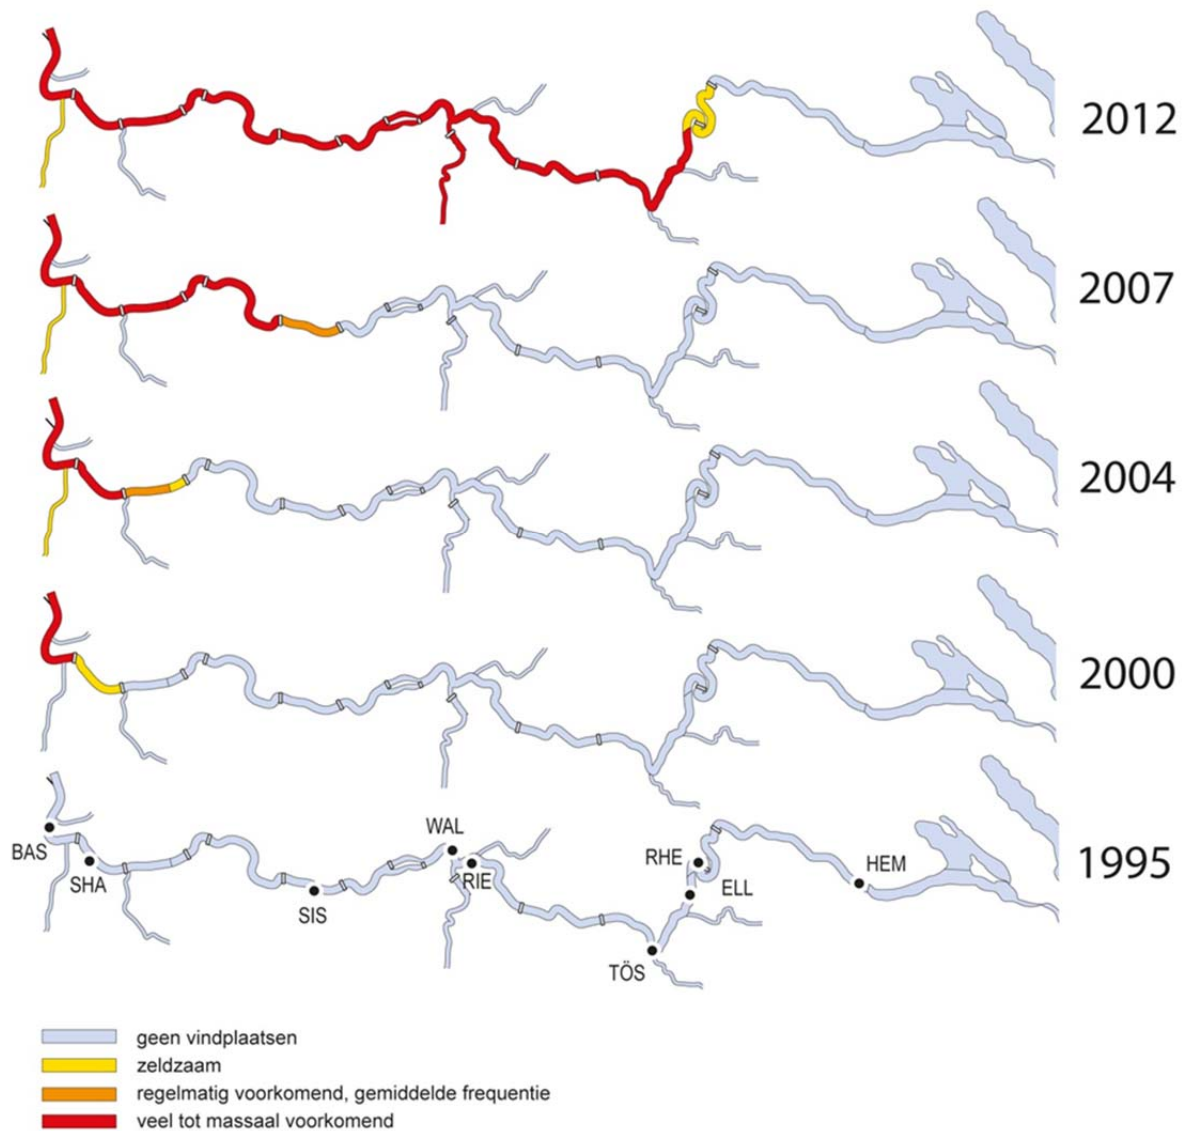 2012
2007
2004
2000
1995
BAS
SHA
SIS
WAL
RIE
RHE
ELL
TÖS
HEM
geen vindplaatsen
zeldzaam
regelmatig voorkomend, gemiddelde frequentie
veel tot massaal voorkomend